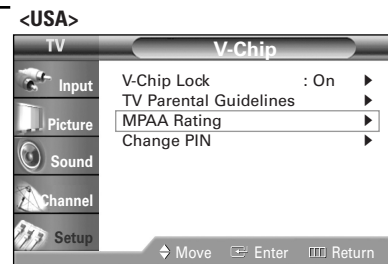 <USA>
TV
V-Chip
Input
Picture
Sound
Channel
Setup
V-Chip Lock : On
TV Parental Guidelines
MPAA Rating
Change PIN
Move Enter Return